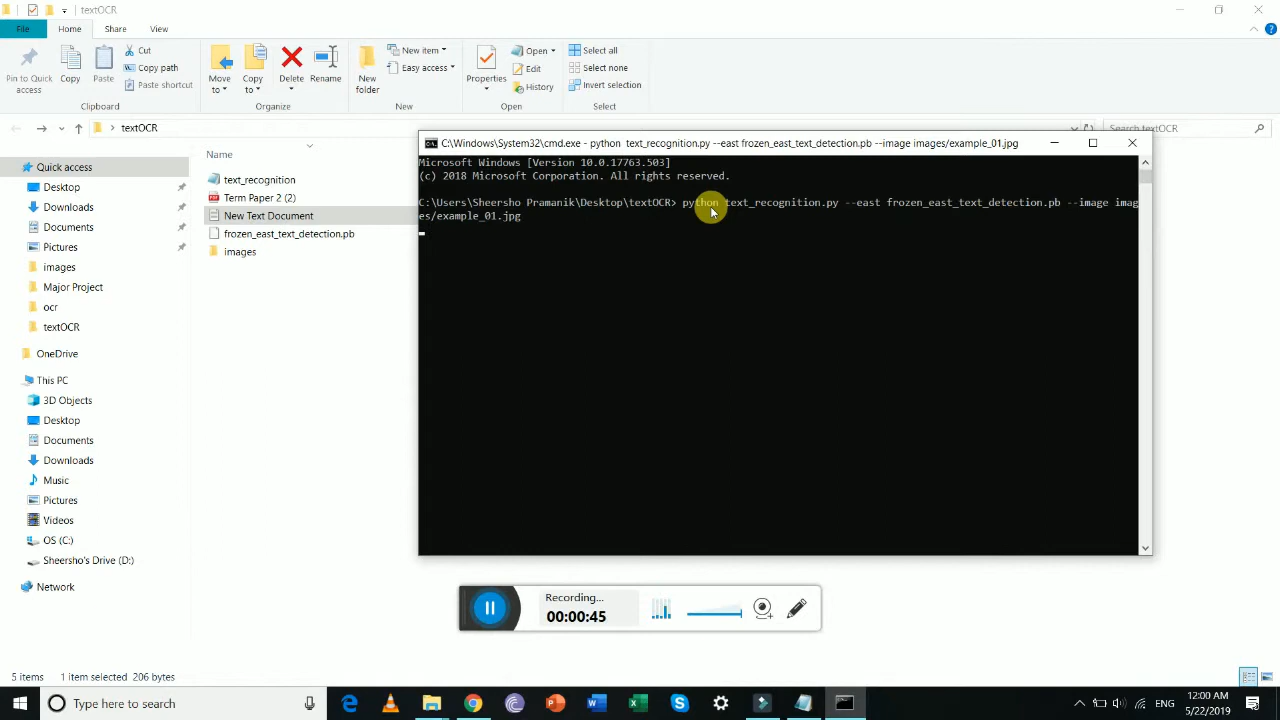 textOCR
File
Home
Share
View
Pin to Quick
access
Copy
Paste
Cut
Copy path
Paste shortcut
Clipboard
Move
to
Copy
to
Delete
Rename
Organize
New
folder
New item
Easy access
New
Properties
Open
Edit
History
Open
Select all
Select none
Invert selection
Select
textOCR
Search textOCR
Quick access
Desktop
Downloads
Documents
Pictures
images
Major Project
ocr
textOCR
OneDrive
This PC
3D Objects
Desktop
Documents
Downloads
Music
Pictures
Videos
OS (C:)
Sheersho's Drive (D:)
Network
Name
text_recognition
Term Paper 2 (2)
New Text Document
frozen_east_text_detection.pb
images
C:\Windows\System32\cmd.exe - python  text_recognition.py --east frozen_east_text_detection.pb --image images/example_01.jpg
Microsoft Windows [Version 10.0.17763.503]
(c) 2018 Microsoft Corporation. All rights reserved.
C:\Users\Sheersho Pramanik\Desktop\textOCR> python text_recognition.py --east frozen_east_text_detection.pb --image imag
es/example_01.jpg
Recording...
00:00:45
5 items
1 item selected  206 bytes
Type here to search
ENG
12:00 AM
5/22/2019